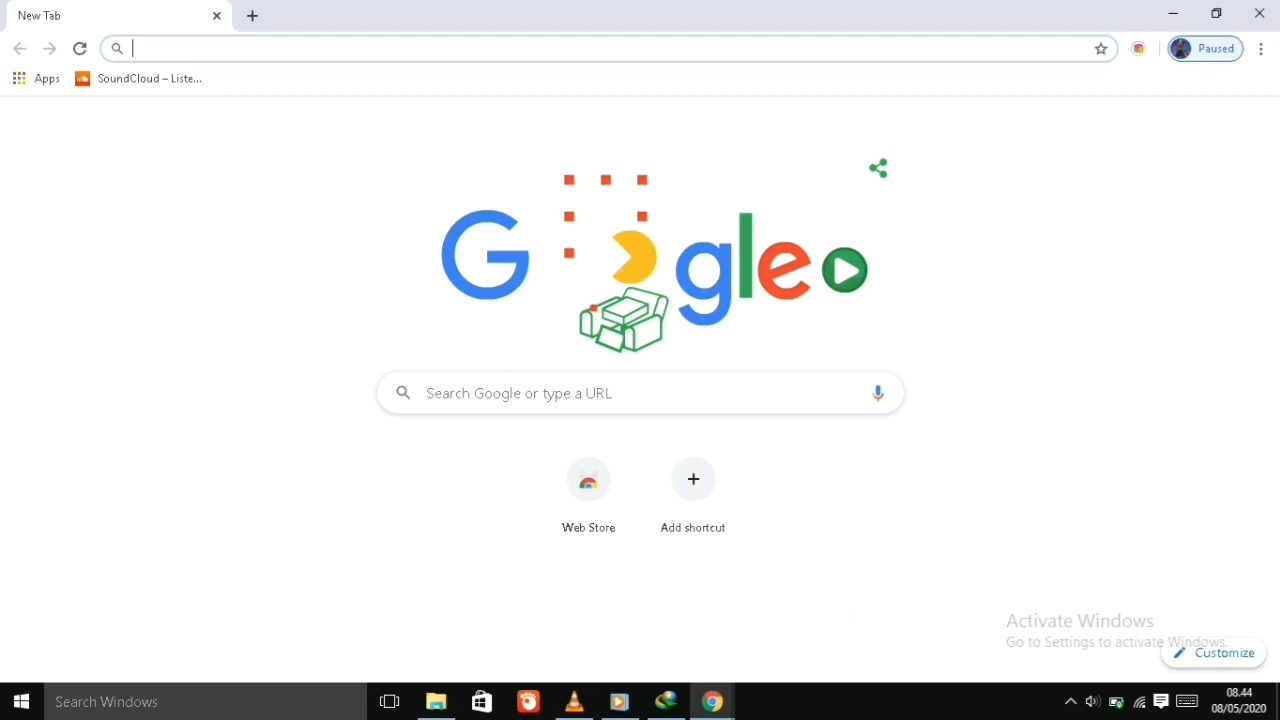 New Tab
Paused
Apps
SoundCloud – Liste...
G gle
Search Google or type a URL
Web Store
Add shortcut
Activate Windows
Go to Settings to activate Windows.
Customize
Search Windows
08.44
08/05/2020